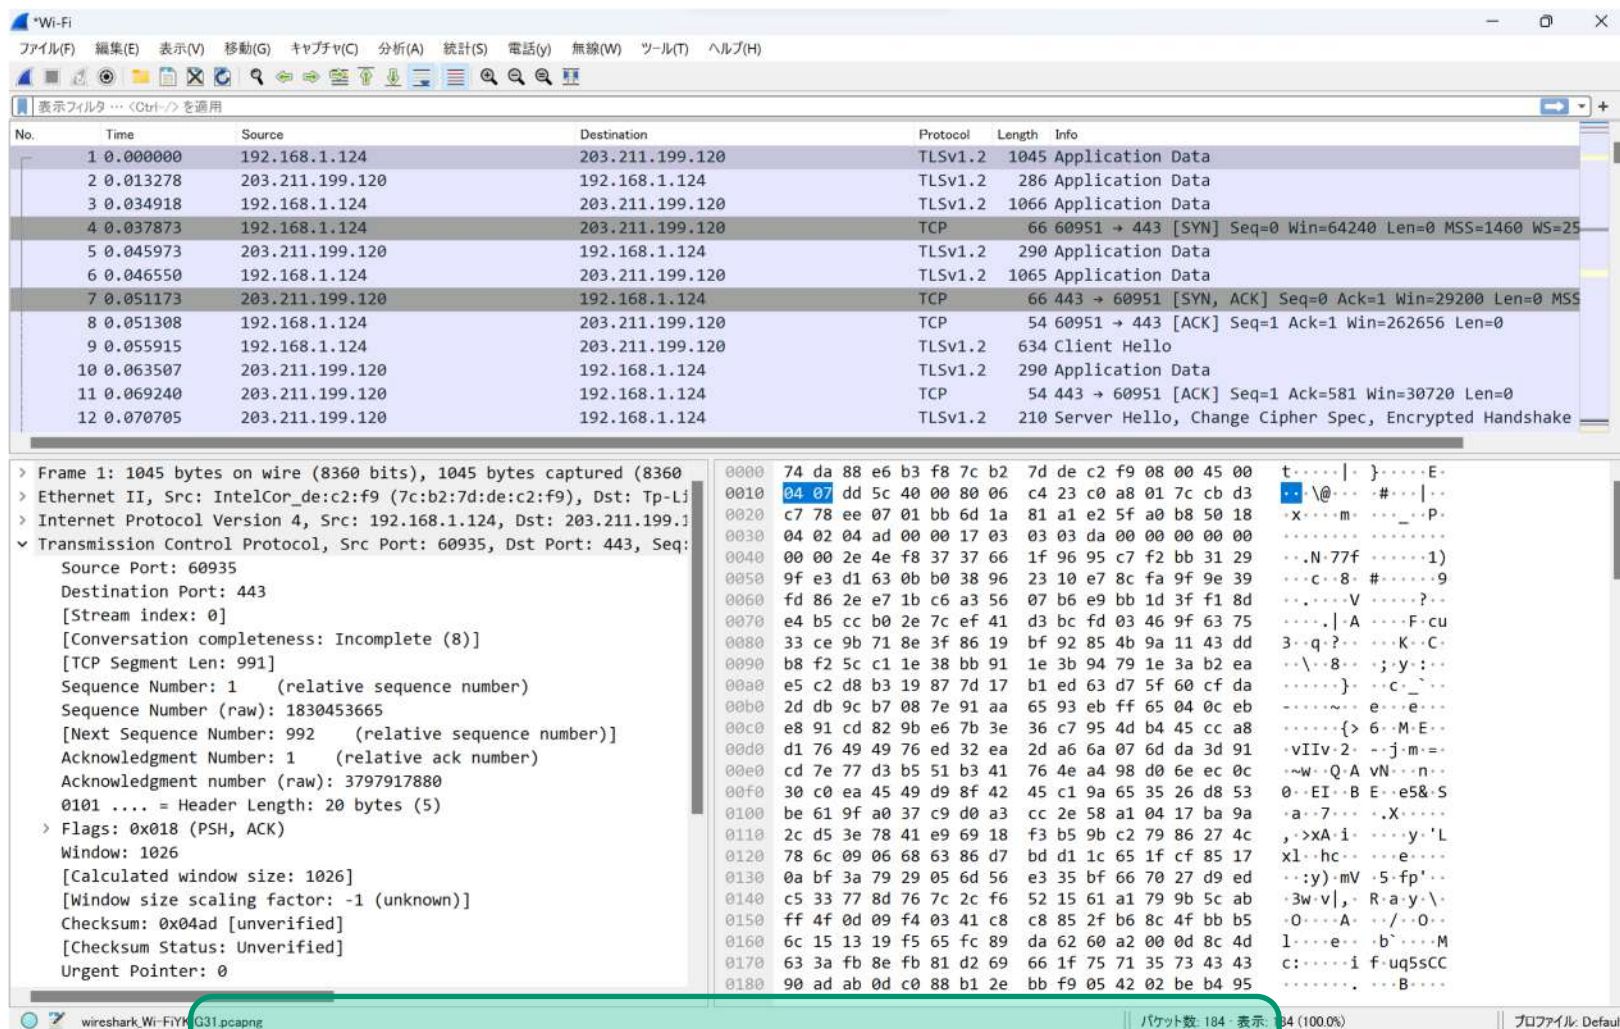 *Wi-Fi
ファイル(F) 編集(E) 表示(V) 移動(G) キャプチャ(C) 分析(A) 統計(S) 電話(y) 無線(W) ツール(T) ヘルプ(H)
表示フィルタ … <Ctrl-/> を適用
No. Time Source Destination Protocol Length Info
1 0.000000 192.168.1.124 203.211.199.120 TLSv1.2 1045 Application Data
2 0.013278 203.211.199.120 192.168.1.124 TLSv1.2 286 Application Data
3 0.034918 192.168.1.124 203.211.199.120 TLSv1.2 1066 Application Data
4 0.037873 192.168.1.124 203.211.199.120 TCP 66 60951 → 443 [SYN] Seq=0 Win=64240 Len=0 MSS=1460 WS=25
5 0.045973 203.211.199.120 192.168.1.124 TLSv1.2 290 Application Data
6 0.046550 192.168.1.124 203.211.199.120 TLSv1.2 1065 Application Data
7 0.051173 203.211.199.120 192.168.1.124 TCP 66 443 → 60951 [SYN, ACK] Seq=0 Ack=1 Win=29200 Len=0 MSS
8 0.051308 192.168.1.124 203.211.199.120 TCP 54 60951 → 443 [ACK] Seq=1 Ack=1 Win=262656 Len=0
9 0.055915 192.168.1.124 203.211.199.120 TLSv1.2 634 Client Hello
10 0.063507 203.211.199.120 192.168.1.124 TLSv1.2 290 Application Data
11 0.069240 203.211.199.120 192.168.1.124 TCP 54 443 → 60951 [ACK] Seq=1 Ack=581 Win=30720 Len=0
12 0.070705 203.211.199.120 192.168.1.124 TLSv1.2 210 Server Hello, Change Cipher Spec, Encrypted Handshake
> Frame 1: 1045 bytes on wire (8360 bits), 1045 bytes captured (8360
> Ethernet II, Src: IntelCor_de:c2:f9 (7c:b2:7d:de:c2:f9), Dst: Tp-Li
> Internet Protocol Version 4, Src: 192.168.1.124, Dst: 203.211.199.1
Transmission Control Protocol, Src Port: 60935, Dst Port: 443, Seq:
Source Port: 60935
Destination Port: 443
[Stream index: 0]
[Conversation completeness: Incomplete (8)]
[TCP Segment Len: 991]
Sequence Number: 1 (relative sequence number)
Sequence Number (raw): 1830453665
[Next Sequence Number: 992 (relative sequence number)]
Acknowledgment Number: 1 (relative ack number)
Acknowledgment number (raw): 3797917880
0101 .... = Header Length: 20 bytes (5)
> Flags: 0x018 (PSH, ACK)
Window: 1026
[Calculated window size: 1026]
[Window size scaling factor: -1 (unknown)]
Checksum: 0x04ad [unverified]
[Checksum Status: Unverified]
Urgent Pointer: 0
0000 74 da 88 e6 b3 f8 7c b2 7d de c2 f9 08 00 45 00 t·····|· }·····E·
0010 04 07 dd 5c 40 00 80 06 c4 23 c0 a8 01 7c cb d3 ···\@··· ·#···|··
0020 c7 78 ee 07 01 bb 6d 1a 81 a1 e2 5f a0 b8 50 18 ·x····m· ···_··P·
0030 04 02 04 ad 00 00 17 03 03 03 da 00 00 00 00 00 ········ ········
0040 00 00 2e 4e f8 37 37 66 1f 96 95 c7 f2 bb 31 29 ··.N·77f ······1)
0050 9f e3 d1 63 0b b0 38 96 23 10 e7 8c fa 9f 9e 39 ···c··8· #······9
0060 fd 86 2e e7 1b c6 a3 56 07 b6 e9 bb 1d 3f f1 8d ··.····V ·····?··
0070 e4 b5 cc b0 2e 7c ef 41 d3 bc fd 03 46 9f 63 75 ····.|·A ····F·cu
0080 33 ce 9b 71 8e 3f 86 19 bf 92 85 4b 9a 11 43 dd 3··q·?·· ···K··C·
0090 b8 f2 5c c1 1e 38 bb 91 1e 3b 94 79 1e 3a b2 ea ··\··8·· ·;·y·:··
00a0 e5 c2 d8 b3 19 87 7d 17 b1 ed 63 d7 5f 60 cf da ······}· ··c·_`··
00b0 2d db 9c b7 08 7e 91 aa 65 93 eb ff 65 04 0c eb -····~·· e···e···
00c0 e8 91 cd 82 9b e6 7b 3e 36 c7 95 4d b4 45 cc a8 ······{> 6··M·E··
00d0 d1 76 49 49 76 ed 32 ea 2d a6 6a 07 6d da 3d 91 ·vIIv·2· -·j·m·=·
00e0 cd 7e 77 d3 b5 51 b3 41 76 4e a4 98 d0 6e ec 0c ·~w··Q·A vN···n··
00f0 30 c0 ea 45 49 d9 8f 42 45 c1 9a 65 35 26 d8 53 0··EI··B E··e5&·S
0100 be 61 9f a0 37 c9 d0 a3 cc 2e 58 a1 04 17 ba 9a ·a··7··· ·.X·····
0110 2c d5 3e 78 41 e9 69 18 f3 b5 9b c2 79 86 27 4c ,·>xA·i· ····y·'L
0120 78 6c 09 06 68 63 86 d7 bd d1 1c 65 1f cf 85 17 xl··hc·· ···e····
0130 0a bf 3a 79 29 05 6d 56 e3 35 bf 66 70 27 d9 ed ··:y)·mV ·5·fp'··
0140 c5 33 77 8d 76 7c 2c f6 52 15 61 a1 79 9b 5c ab ·3w·v|,· R·a·y·\·
0150 ff 4f 0d 09 f4 03 41 c8 c8 85 2f b6 8c 4f bb b5 ·O····A· ··/··O··
0160 6c 15 13 19 f5 65 fc 89 da 62 60 a2 00 0d 8c 4d l····e·· ·b`····M
0170 63 3a fb 8e fb 81 d2 69 66 1f 75 71 35 73 43 43 c:·····i f·uq5sCC
0180 90 ad ab 0d c0 88 b1 2e bb f9 05 42 02 be b4 95 ·······. ···B····
パケット数: 184 · 表示: 184 (100.0%) プロファイル: Defaul